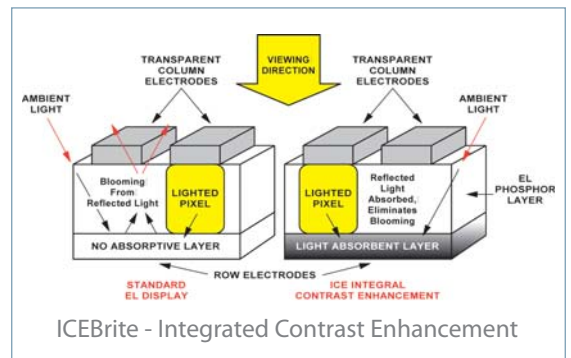 TRANSPARENT
COLUMN
ELECTRODES
VIEWING
DIRECTION
TRANSPARENT
COLUMN
ELECTRODES
AMBIENT
LIGHT
AMBIENT
LIGHT
Blooming
From
Reflected Light
LIGHTED
PIXEL
LIGHTED
PIXEL
Reflected
Light
Absorbed,
Eliminates
Blooming
EL
PHOSPHOR
LAYER
NO ABSORPTIVE LAYER
LIGHT ABSORBENT LAYER
ROW ELECTRODES
STANDARD
EL DISPLAY
ICE INTEGRAL
CONTRAST ENHANCEMENT
ICEBrite - Integrated Contrast Enhancement